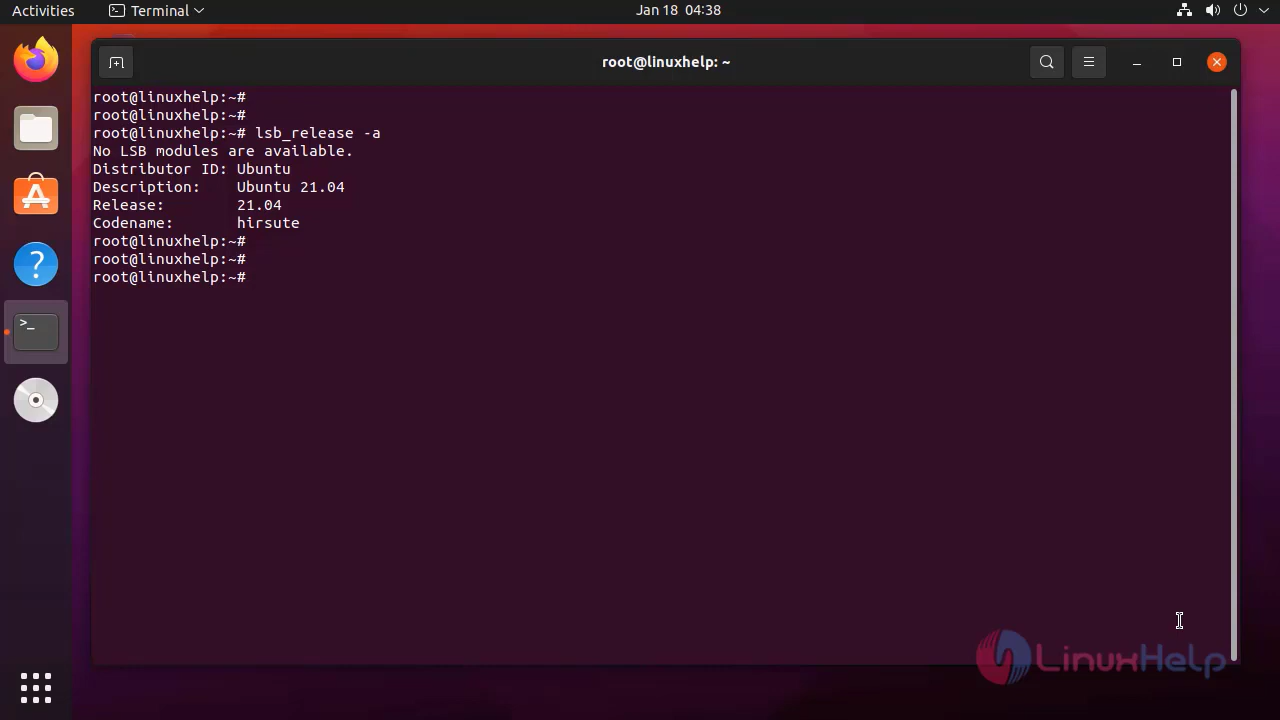 Activities Terminal Jan 18 04:38
root@linuxhelp: ~
root@linuxhelp:~#
root@linuxhelp:~#
root@linuxhelp:~# lsb_release -a
No LSB modules are available.
Distributor ID: Ubuntu
Description: Ubuntu 21.04
Release: 21.04
Codename: hirsute
root@linuxhelp:~#
root@linuxhelp:~#
root@linuxhelp:~#
LinuxHelp